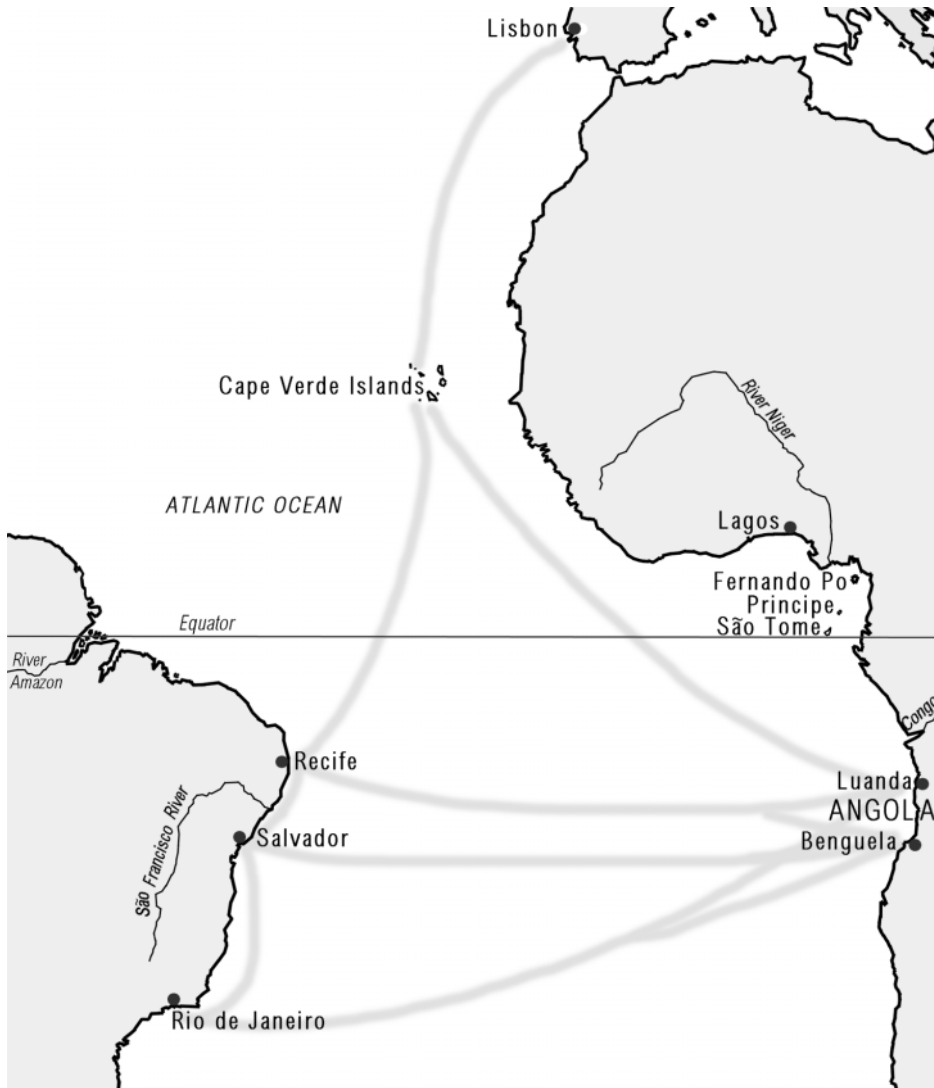 Lisbon
Cape Verde Islands
River Niger
ATLANTIC OCEAN
Lagos
Fernando Po
Principe
São Tome
Equator
River
Amazon
Congo
Recife
Luanda
ANGOLA
São Francisco River
Salvador
Benguela
Rio de Janeiro